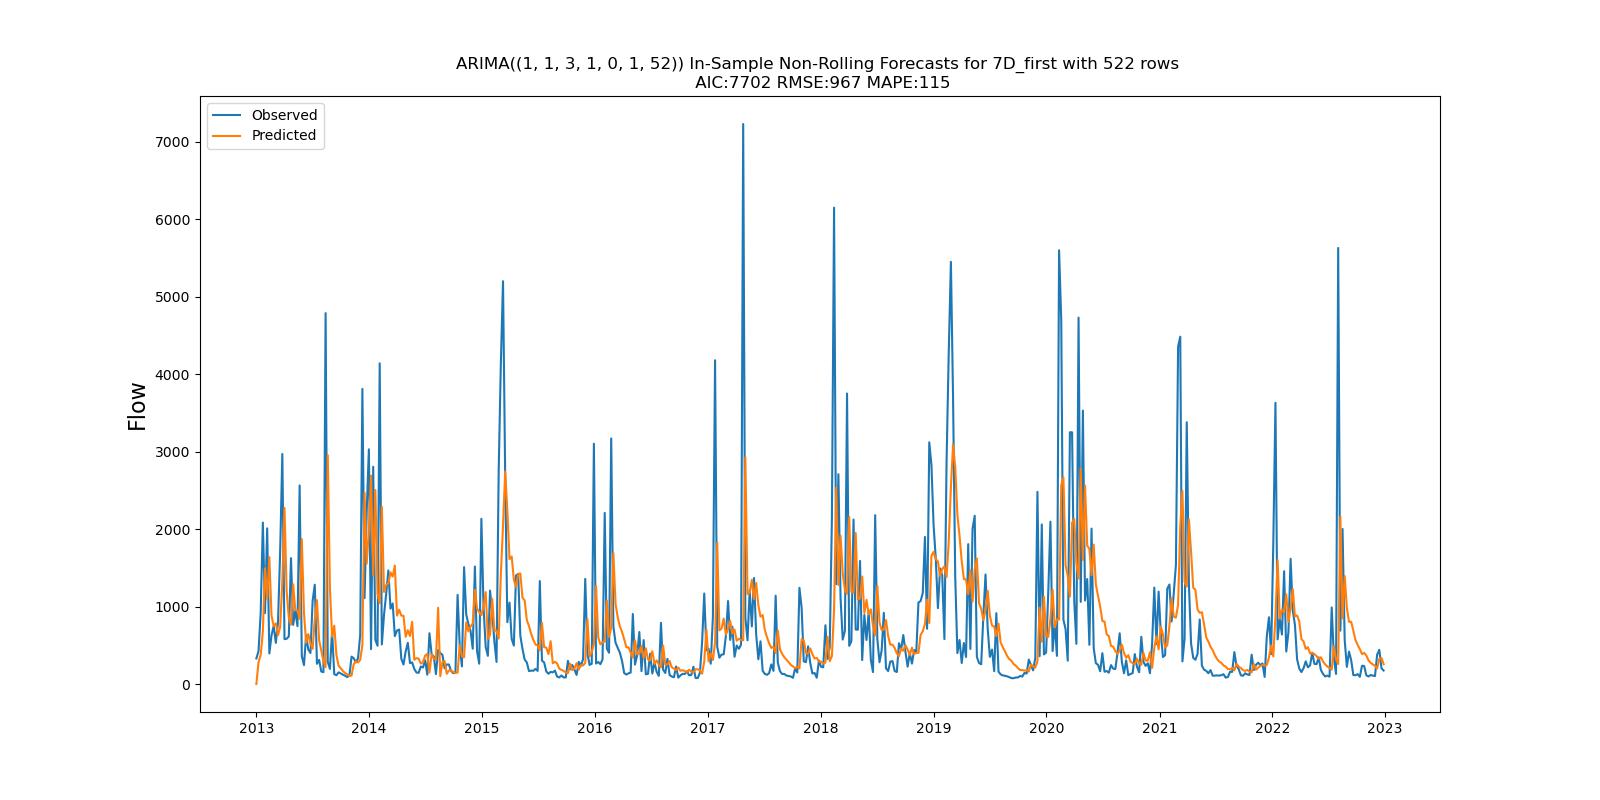 ARIMA((1, 1, 3, 1, 0, 1, 52)) In-Sample Non-Rolling Forecasts for 7D_first with 522 rows
AIC:7702 RMSE:967 MAPE:115
Observed
Predicted
7000
6000
5000
4000
3000
2000
1000
0
Flow
2013 2014 2015 2016 2017 2018 2019 2020 2021 2022 2023